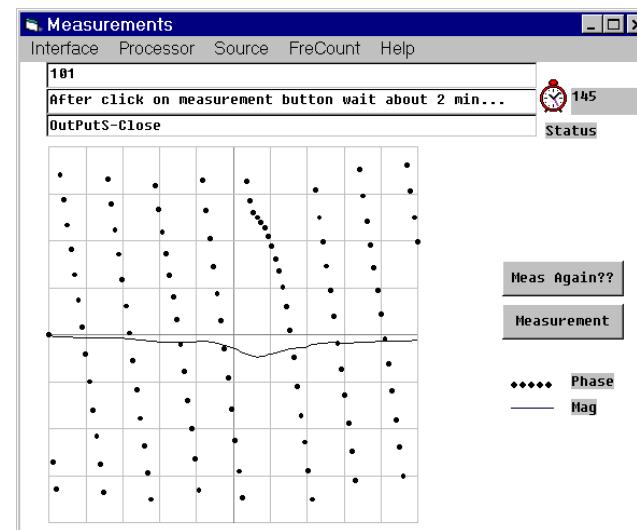 Measurements
Interface Processor Source FreCount Help
101
After click on measurement button wait about 2 min...
145
OutPutS-Close
Status
Meas Again??
Measurement
Phase
Mag